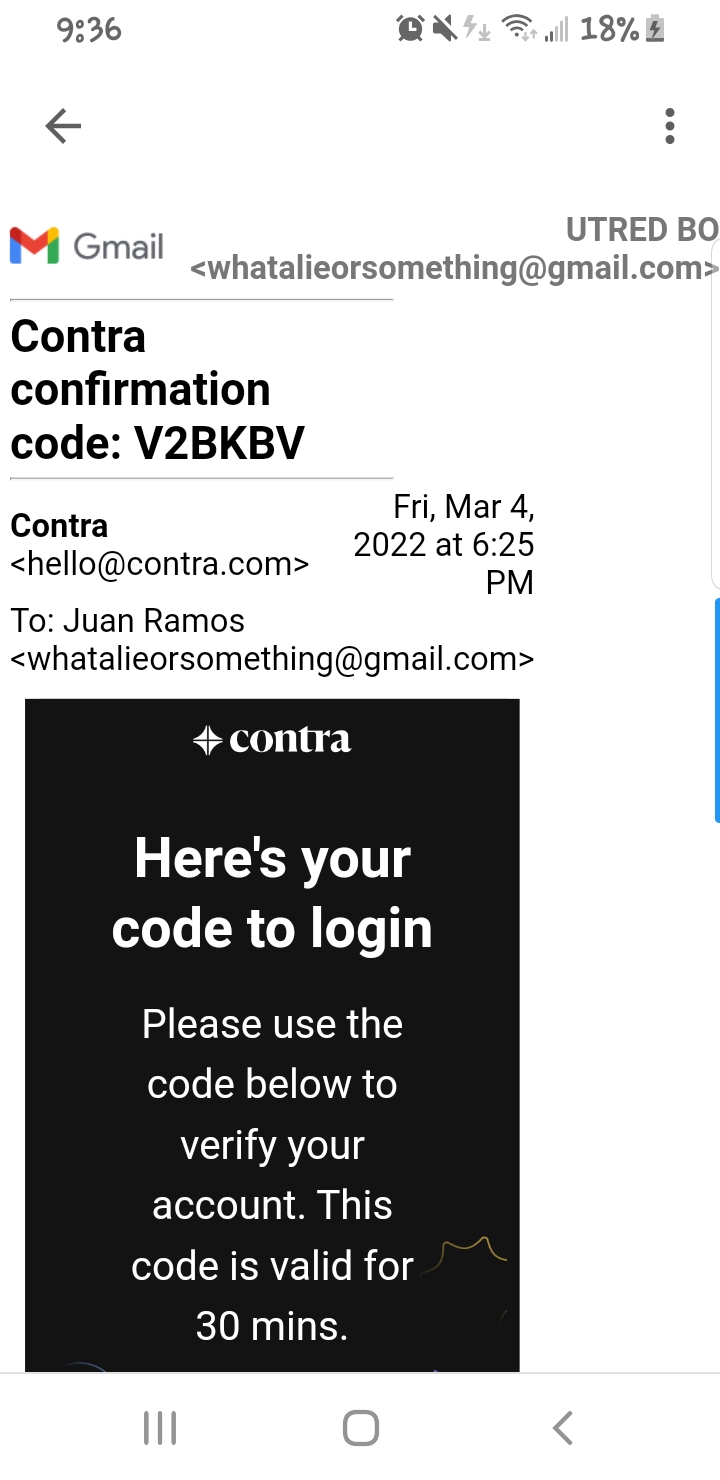 9:36
18%
Gmail
UTRED BO
<whatalieorsomething@gmail.com>
Contra
confirmation
code: V2BKBV
Contra
<hello@contra.com>
Fri, Mar 4,
2022 at 6:25
PM
To: Juan Ramos
<whatalieorsomething@gmail.com>
contra
Here's your
code to login
Please use the
code below to
verify your
account. This
code is valid for
30 mins.